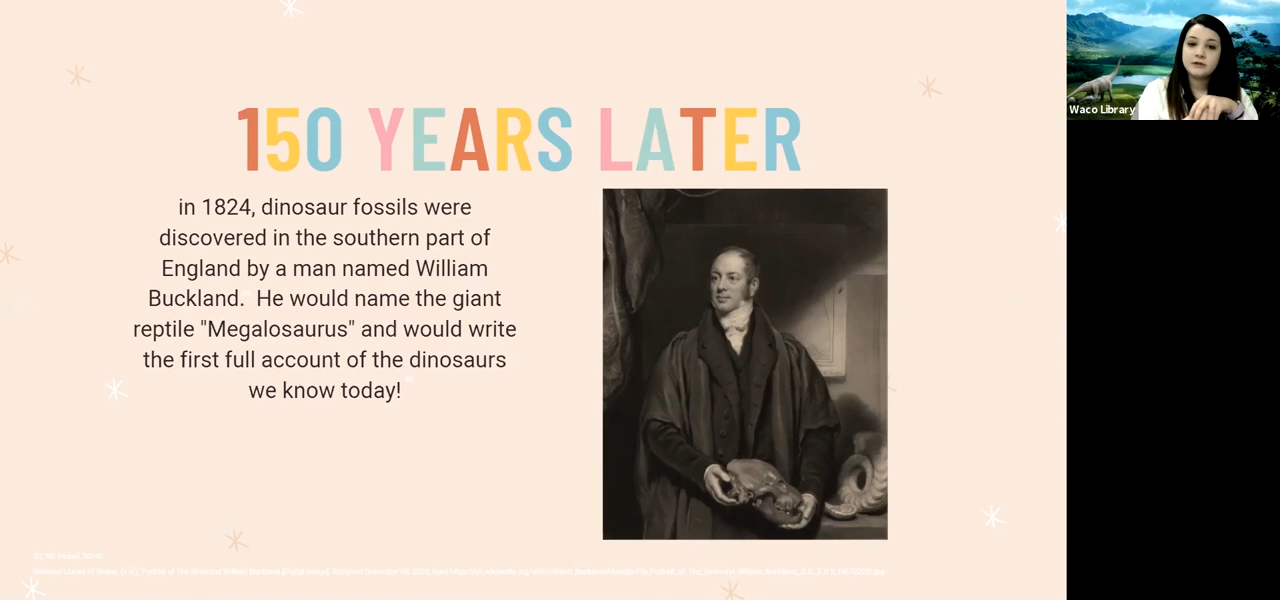 150 YEARS LATER
in 1824, dinosaur fossils were
discovered in the southern part of
England by a man named William
Buckland. He would name the giant
reptile "Megalosaurus" and would write
the first full account of the dinosaurs
we know today!
Waco Library